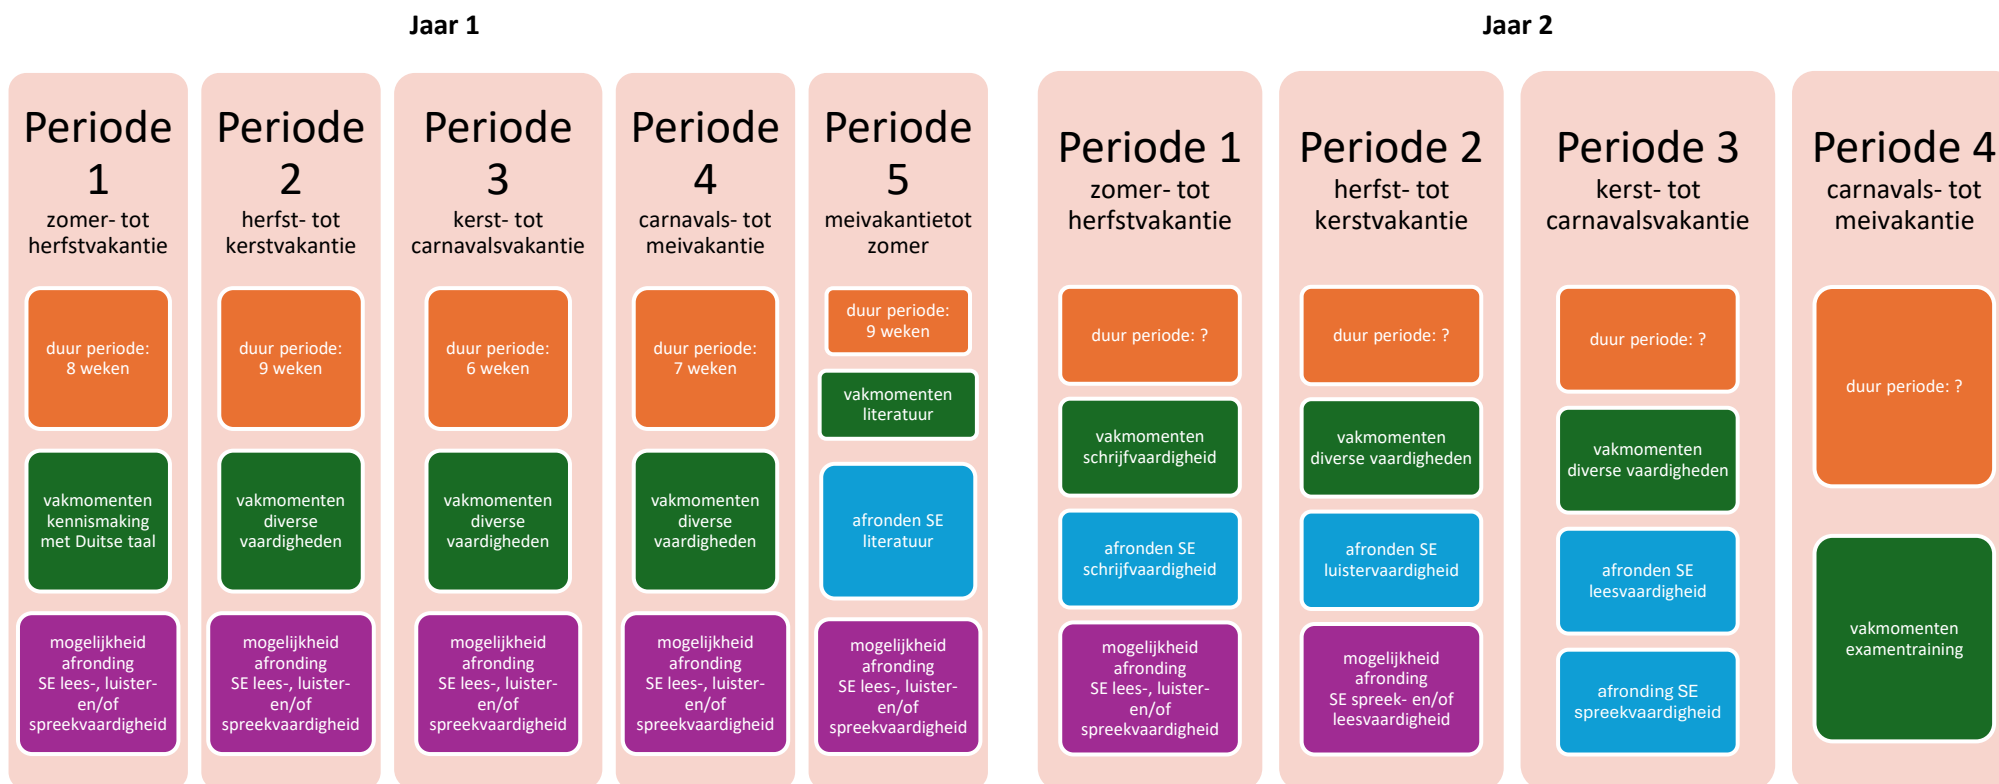 Jaar 1
Periode
1
zomer- tot
herfstvakantie
duur periode:
8 weken
vakmomenten
kennismaking
met Duitse taal
mogelijkheid
afronding
SE lees-, luister-
en/of
spreekvaardigheid
Periode
2
herfst- tot
kerstvakantie
duur periode:
9 weken
vakmomenten
diverse
vaardigheden
mogelijkheid
afronding
SE lees-, luister-
en/of
spreekvaardigheid
Periode
3
kerst- tot
carnavalsvakantie
duur periode:
6 weken
vakmomenten
diverse
vaardigheden
mogelijkheid
afronding
SE lees-, luister-
en/of
spreekvaardigheid
Periode
4
carnavals- tot
meivakantie
duur periode:
7 weken
vakmomenten
diverse
vaardigheden
mogelijkheid
afronding
SE lees-, luister-
en/of
spreekvaardigheid
Periode
5
meivakantietot
zomer
duur periode:
9 weken
vakmomenten
literatuur
afronden SE
literatuur
mogelijkheid
afronding
SE lees-, luister-
en/of
spreekvaardigheid
Jaar 2
Periode 1
zomer- tot
herfstvakantie
duur periode: ?
vakmomenten
schrijfvaardigheid
afronden SE
schrijfvaardigheid
mogelijkheid
afronding
SE lees-, luister-
en/of
spreekvaardigheid
Periode 2
herfst- tot
kerstvakantie
duur periode: ?
vakmomenten
diverse vaardigheden
afronden SE
luistervaardigheid
mogelijkheid
afronding
SE spreek- en/of
leesvaardigheid
Periode 3
kerst- tot
carnavalsvakantie
duur periode: ?
vakmomenten
diverse vaardigheden
afronden SE
leesvaardigheid
afronding SE
spreekvaardigheid
Periode 4
carnavals- tot
meivakantie
duur periode: ?
vakmomenten
examentraining